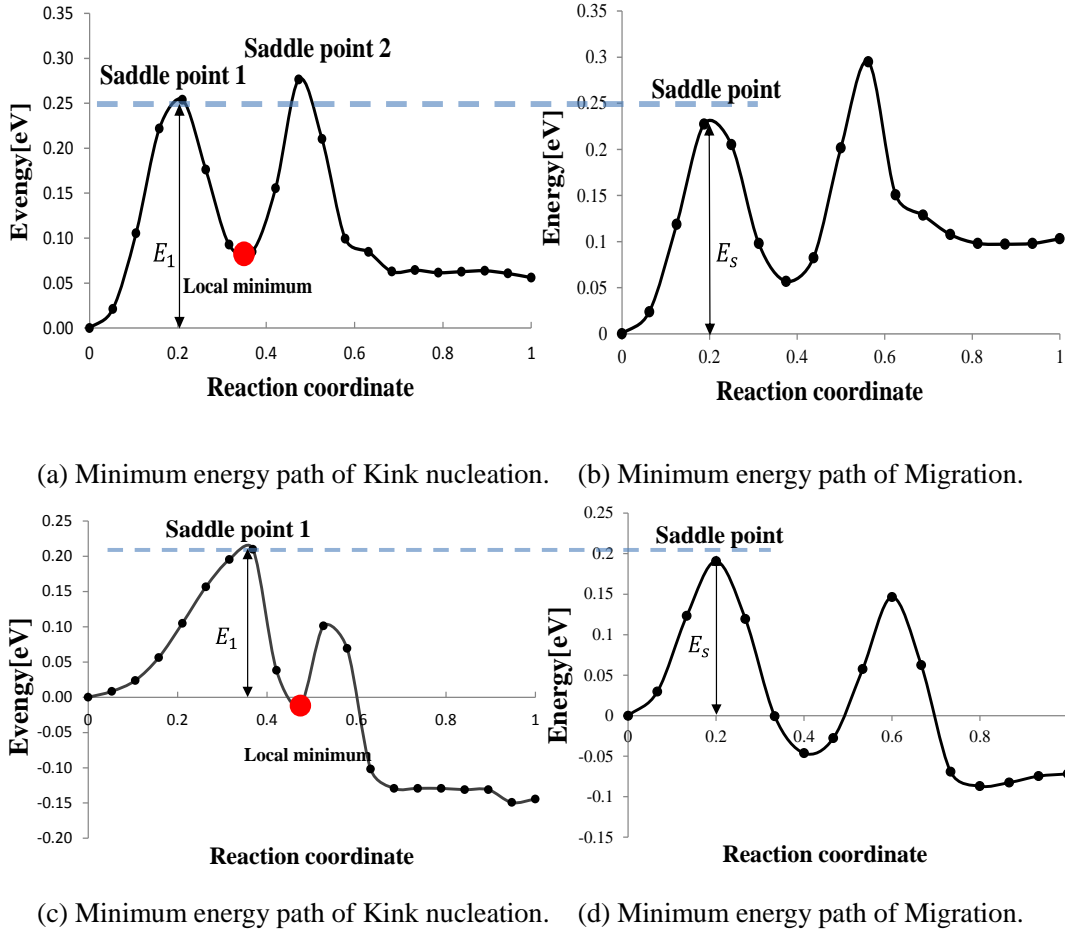 0.35
0.30
0.25
0.20
0.15
0.10
0.05
0.00
Evengy[eV]
Saddle point 1
Saddle point 2
E₁
Local minimum
0 0.2 0.4 0.6 0.8 1
Reaction coordinate
0.35
0.3
0.25
0.2
0.15
0.1
0.05
0
Energy[eV]
Saddle point
Eₛ
0 0.2 0.4 0.6 0.8 1
Reaction coordinate
(a) Minimum energy path of Kink nucleation. (b) Minimum energy path of Migration.
0.25
0.20
0.15
0.10
0.05
0.00
-0.05
-0.10
-0.15
-0.20
Evengy[eV]
Saddle point 1
E₁
Local minimum
0 0.2 0.4 0.6 0.8 1
Reaction coordinate
0.25
0.2
0.15
0.1
0.05
0
-0.05
-0.1
-0.15
Energy[eV]
Saddle point
Eₛ
0 0.2 0.4 0.6 0.8
Reaction coordinate
(c) Minimum energy path of Kink nucleation. (d) Minimum energy path of Migration.